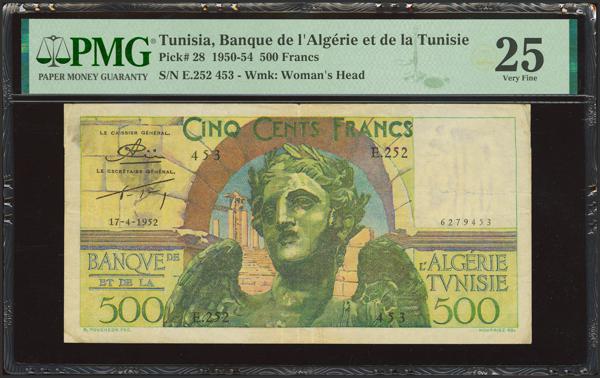 PMG
PAPER MONEY GUARANTY
Tunisia, Banque de l'Algérie et de la Tunisie
Pick# 28 1950-54 500 Francs
S/N E.252 453 - Wmk: Woman's Head
25
Very Fine
CINQ CENTS FRANCS
LE CAISSIER GÉNÉRAL.
453
E.252
LE SECRÉTAIRE GÉNÉRAL.
17-4-1952
6279453
BANQVE DE
ET DE LA
L'ALGÉRIE
TVNISIE
500
E.252
453
500